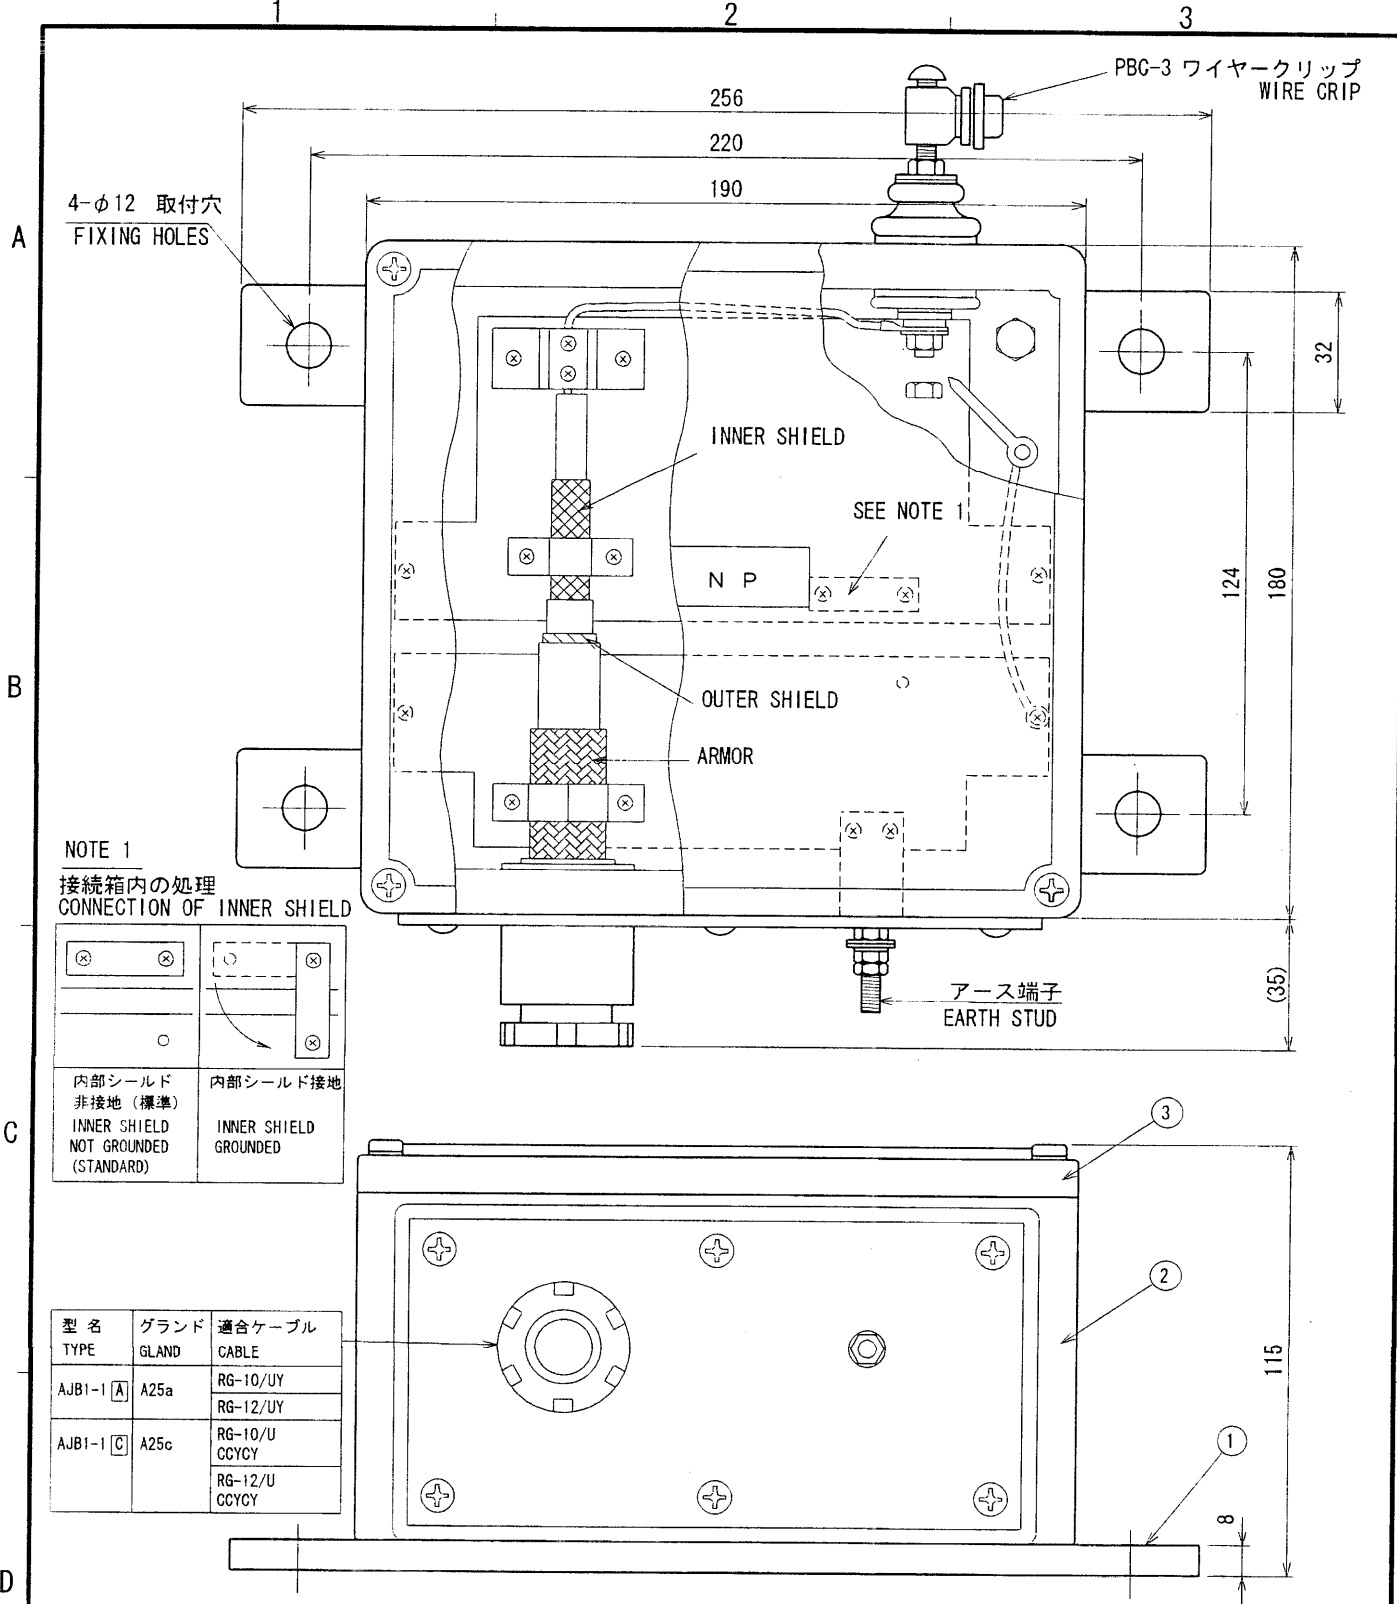 1
2
3
PBC-3 ワイヤークリップ
WIRE CRIP
256
220
190
4-φ12 取付穴
FIXING HOLES
A
32
INNER SHIELD
SEE NOTE 1
N P
124
180
B
OUTER SHIELD
ARMOR
NOTE 1
接続箱内の処理
CONNECTION OF INNER SHIELD
アース端子
EARTH STUD
(35)
内部シールド
非接地 (標準)
INNER SHIELD
NOT GROUNDED
(STANDARD)
内部シールド接地
INNER SHIELD
GROUNDED
C
3
2
型 名
TYPE
グランド
GLAND
適合ケーブル
CABLE
AJB1-1 A
A25a
RG-10/UY
RG-12/UY
AJB1-1 C
A25c
RG-10/U
CCYCY
RG-12/U
CCYCY
115
1
8
D